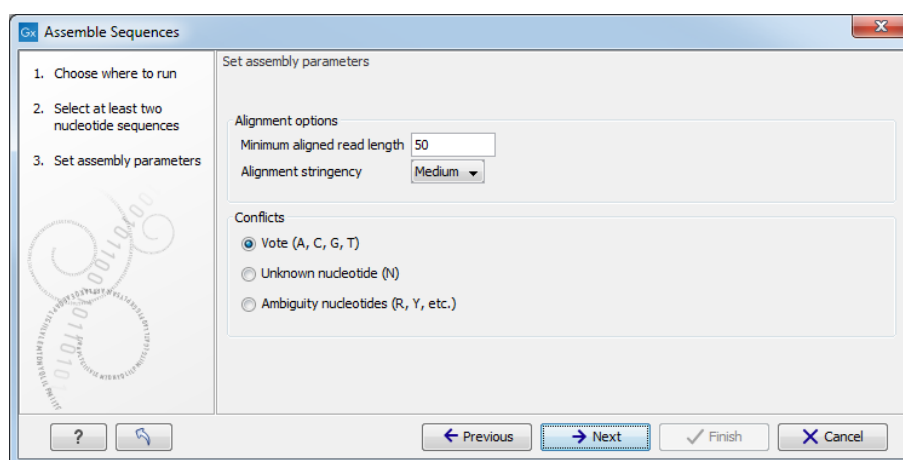 Gx Assemble Sequences
1. Choose where to run
2. Select at least two
nucleotide sequences
3. Set assembly parameters
Set assembly parameters
Alignment options
Minimum aligned read length 50
Alignment stringency Medium
Conflicts
Vote (A, C, G, T)
Unknown nucleotide (N)
Ambiguity nucleotides (R, Y, etc.)
? Previous Next Finish Cancel